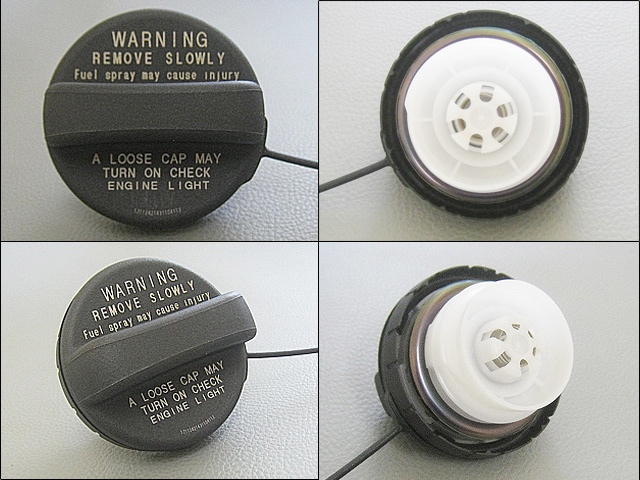 WARNING
REMOVE SLOWLY
Fuel spray may cause injury
A LOOSE CAP MAY
TURN ON CHECK
ENGINE LIGHT
WARNING
REMOVE SLOWLY
Fuel spray may cause injury
A LOOSE CAP MAY
TURN ON CHECK
ENGINE LIGHT